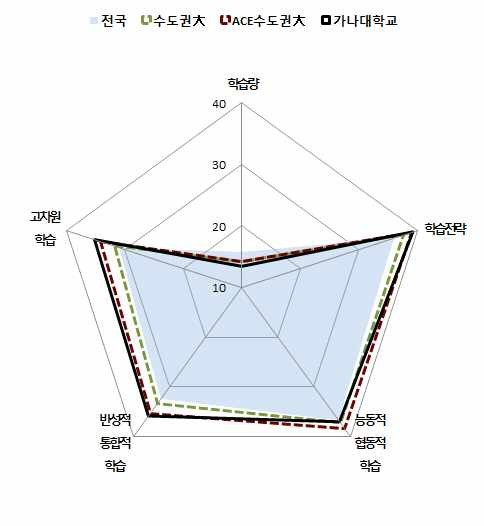 전국 수도권大 ACE수도권大 가나대학교
학습량
40
30
20
10
학습전략
능동적
협동적
학습
반성적
통합적
학습
고차원
학습